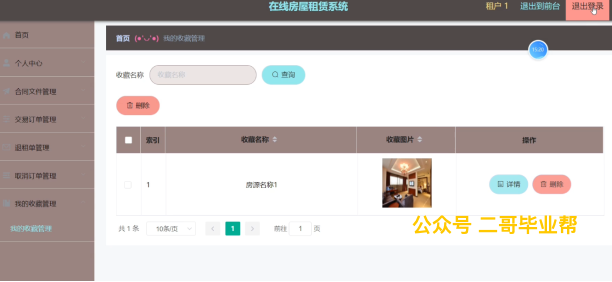 在线房屋租赁系统
租户 1 退出到前台 退出登录
首页
个人中心
合同文件管理
交易订单管理
退租单管理
取消订单管理
我的收藏管理
我的收藏管理
首页 (●'◡'●) 我的收藏管理
收藏名称 收藏名称 查询
删除
索引 收藏名称 收藏图片 操作
1 房源名称1 详情 删除
共 1 条 10条/页 1 前往 1 页
公众号 二哥毕业帮